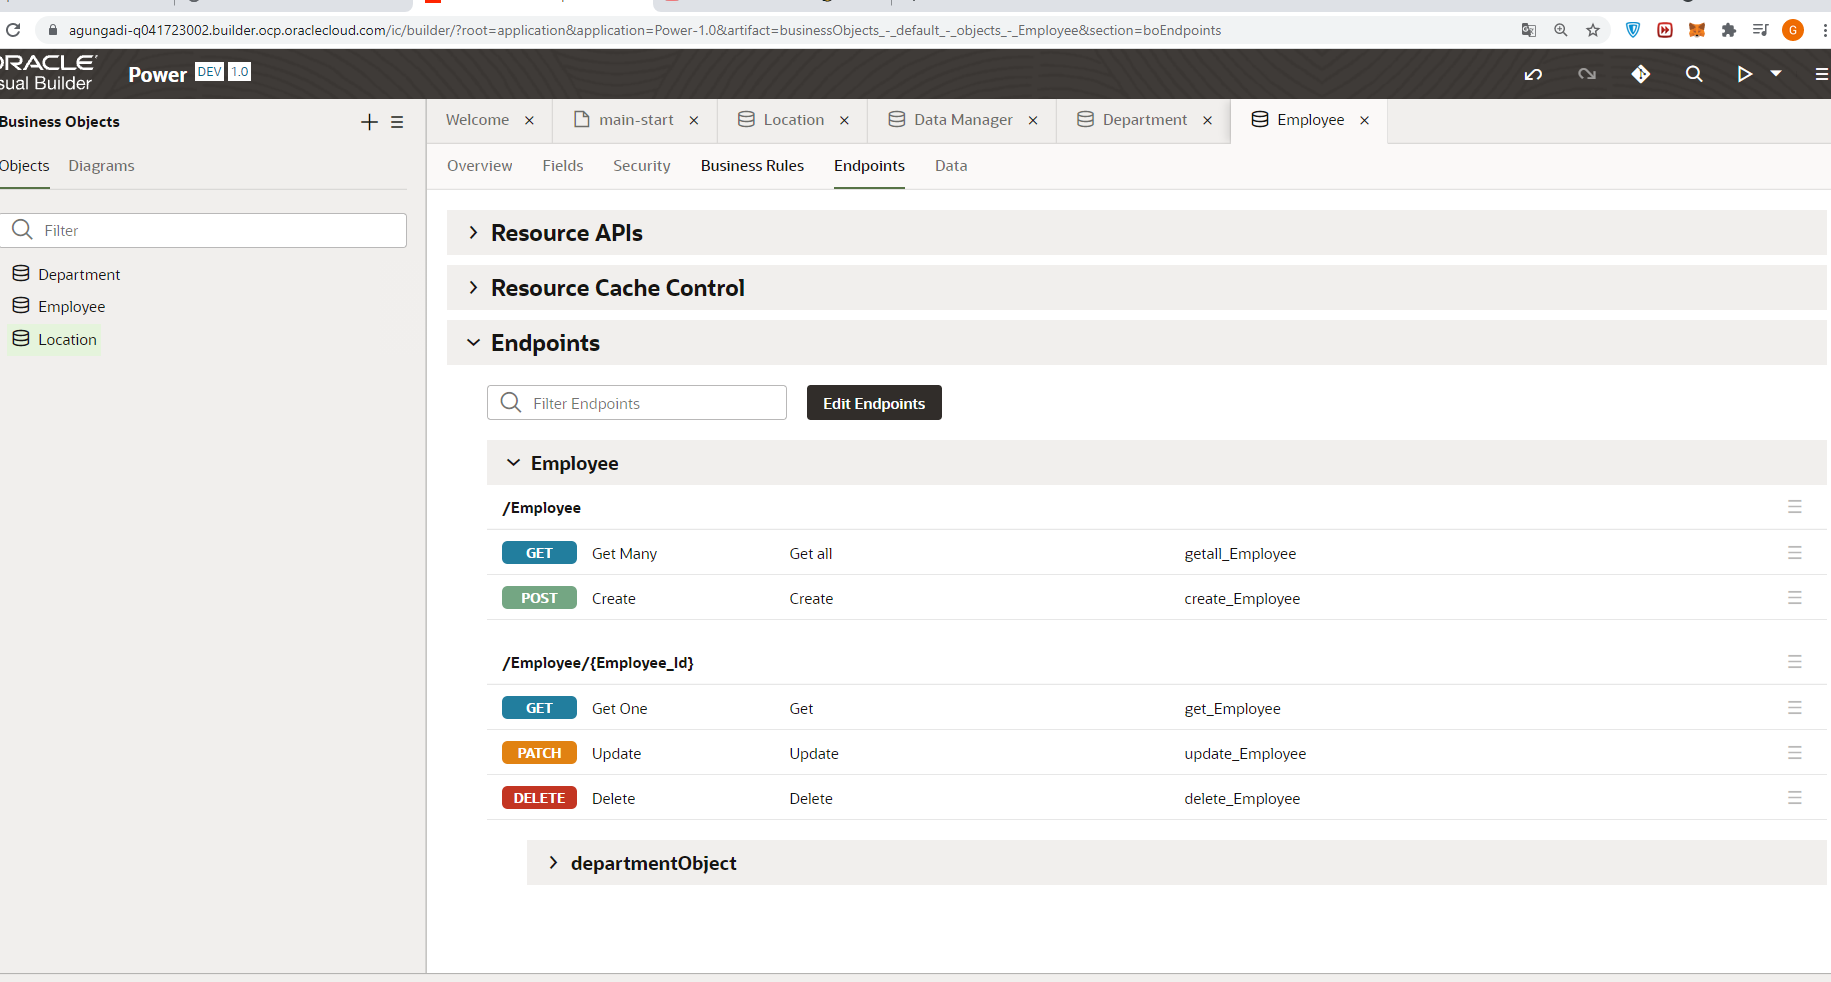 agungadi-q041723002.builder.ocp.oraclecloud.com/ic/builder/?root=application&application=Power-1.0&artifact=businessObjects_-_default_-_objects_-_Employee&section=boEndpoints
G
ORACLE
sual Builder
Power DEV 1.0
Business Objects
Welcome
main-start
Location
Data Manager
Department
Employee
Objects Diagrams
Overview Fields Security Business Rules Endpoints Data
Filter
Department
Employee
Location
Resource APIs
Resource Cache Control
Endpoints
Filter Endpoints
Edit Endpoints
Employee
/Employee
GET Get Many Get all getall_Employee
POST Create Create create_Employee
/Employee/{Employee_Id}
GET Get One Get get_Employee
PATCH Update Update update_Employee
DELETE Delete Delete delete_Employee
departmentObject